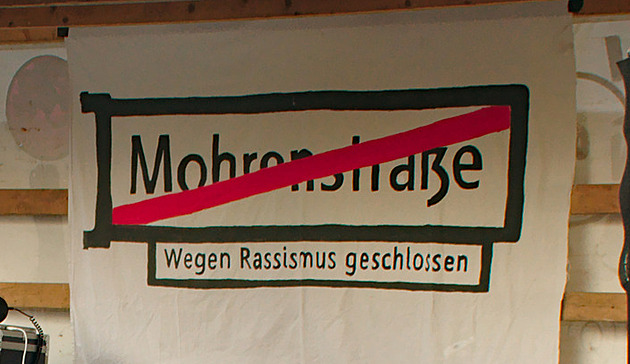 Mohrenstraße
Wegen Rassismus geschlossen